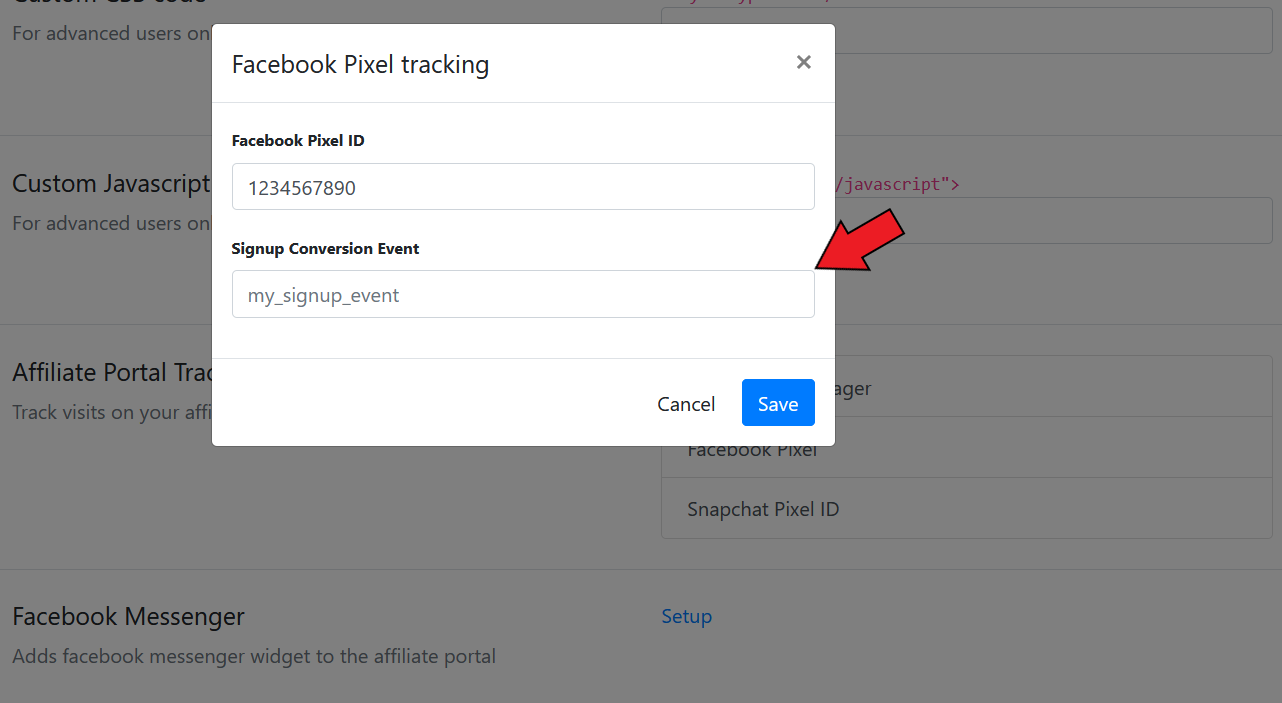 For advanced users onl
Facebook Pixel tracking
×
Facebook Pixel ID
1234567890
Custom Javascript
/javascript">
For advanced users onl
Signup Conversion Event
my_signup_event
Affiliate Portal Trac
ager
Track visits on your affi
Cancel
Save
Facebook Pixel
Snapchat Pixel ID
Facebook Messenger
Setup
Adds facebook messenger widget to the affiliate portal